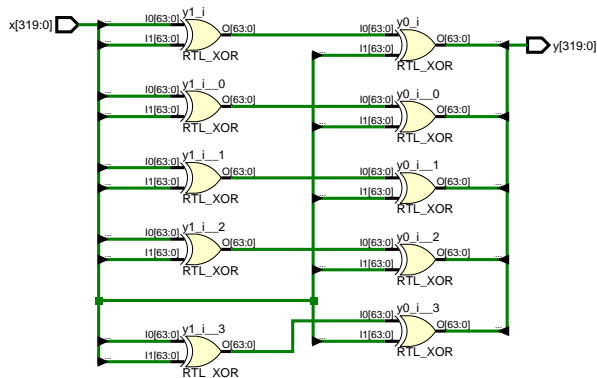 x[319:0]
y1_i
I0[63:0]
I1[63:0]
O[63:0]
RTL_XOR
y0_i
I0[63:0]
I1[63:0]
O[63:0]
RTL_XOR
y[319:0]
y1_i__0
I0[63:0]
I1[63:0]
O[63:0]
RTL_XOR
y0_i__0
I0[63:0]
I1[63:0]
O[63:0]
RTL_XOR
y1_i__1
I0[63:0]
I1[63:0]
O[63:0]
RTL_XOR
y0_i__1
I0[63:0]
I1[63:0]
O[63:0]
RTL_XOR
y1_i__2
I0[63:0]
I1[63:0]
O[63:0]
RTL_XOR
y0_i__2
I0[63:0]
I1[63:0]
O[63:0]
RTL_XOR
y1_i__3
I0[63:0]
I1[63:0]
O[63:0]
RTL_XOR
y0_i__3
I0[63:0]
I1[63:0]
O[63:0]
RTL_XOR